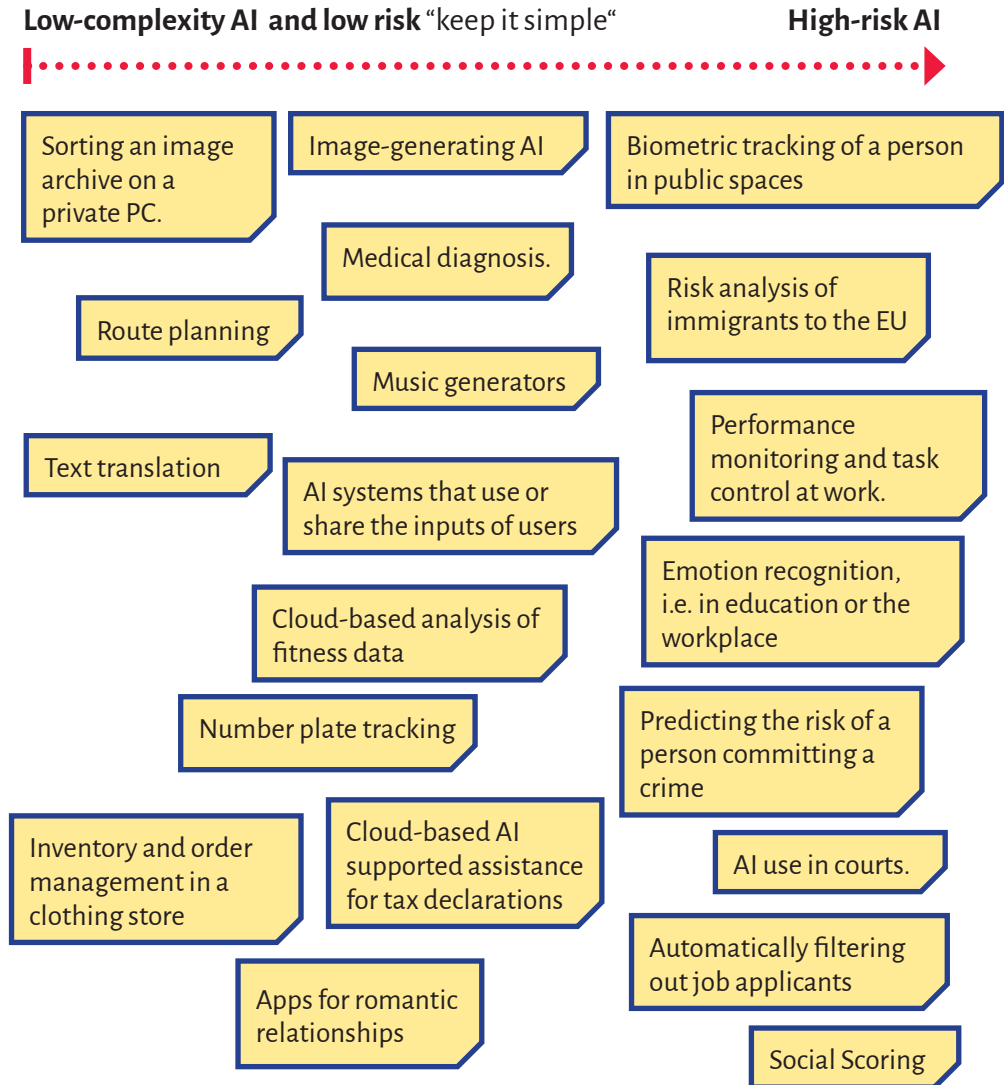 Low-complexity AI and low risk “keep it simple“
High-risk AI
Sorting an image
archive on a
private PC.
Image-generating AI
Biometric tracking of a person
in public spaces
Medical diagnosis.
Risk analysis of
immigrants to the EU
Route planning
Music generators
Performance
monitoring and task
control at work.
Text translation
AI systems that use or
share the inputs of users
Emotion recognition,
i.e. in education or the
workplace
Cloud-based analysis of
fitness data
Number plate tracking
Predicting the risk of a
person committing a
crime
Inventory and order
management in a
clothing store
Cloud-based AI
supported assistance
for tax declarations
AI use in courts.
Automatically filtering
out job applicants
Apps for romantic
relationships
Social Scoring